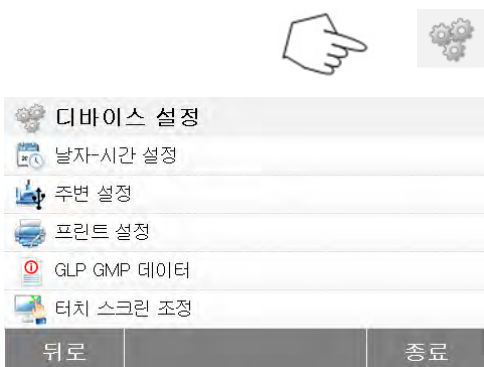 디바이스 설정
날자-시간 설정
주변 설정
프린트 설정
GLP GMP 데이터
터치 스크린 조정
뒤로 종료